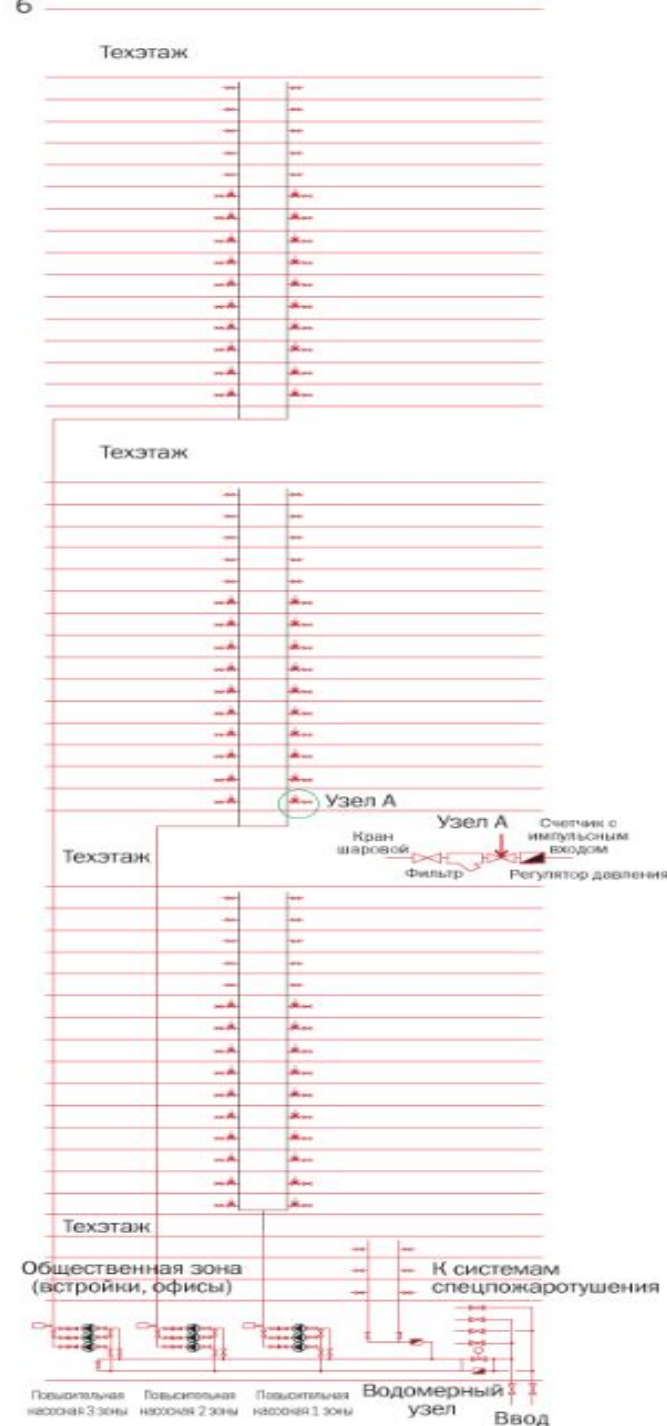 6
Техэтаж
Техэтаж
Узел А
Узел А
Кран
шаровой
Счетчик с
импульсным
входом
Фильтр
Регулятор давления
Техэтаж
Техэтаж
Общественная зона
(встройки, офисы)
К системам
спецпожаротушения
Повысительная
насосная 3 зоны
Повысительная
насосная 2 зоны
Повысительная
насосная 1 зоны
Водомерный
узел
Ввод